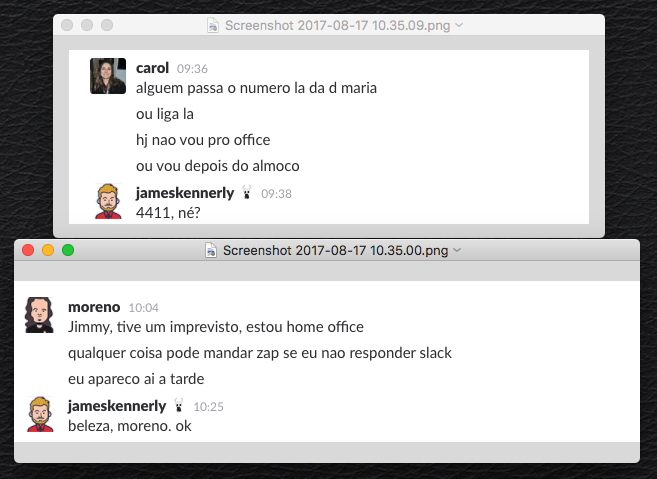 Screenshot 2017-08-17 10.35.09.png
carol 09:36
alguem passa o numero la da d maria
ou liga la
hj nao vou pro office
ou vou depois do almoco
jameskennerly 09:38
4411, né?
Screenshot 2017-08-17 10.35.00.png
moreno 10:04
Jimmy, tive um imprevisto, estou home office
qualquer coisa pode mandar zap se eu nao responder slack
eu apareco ai a tarde
jameskennerly 10:25
beleza, moreno. ok